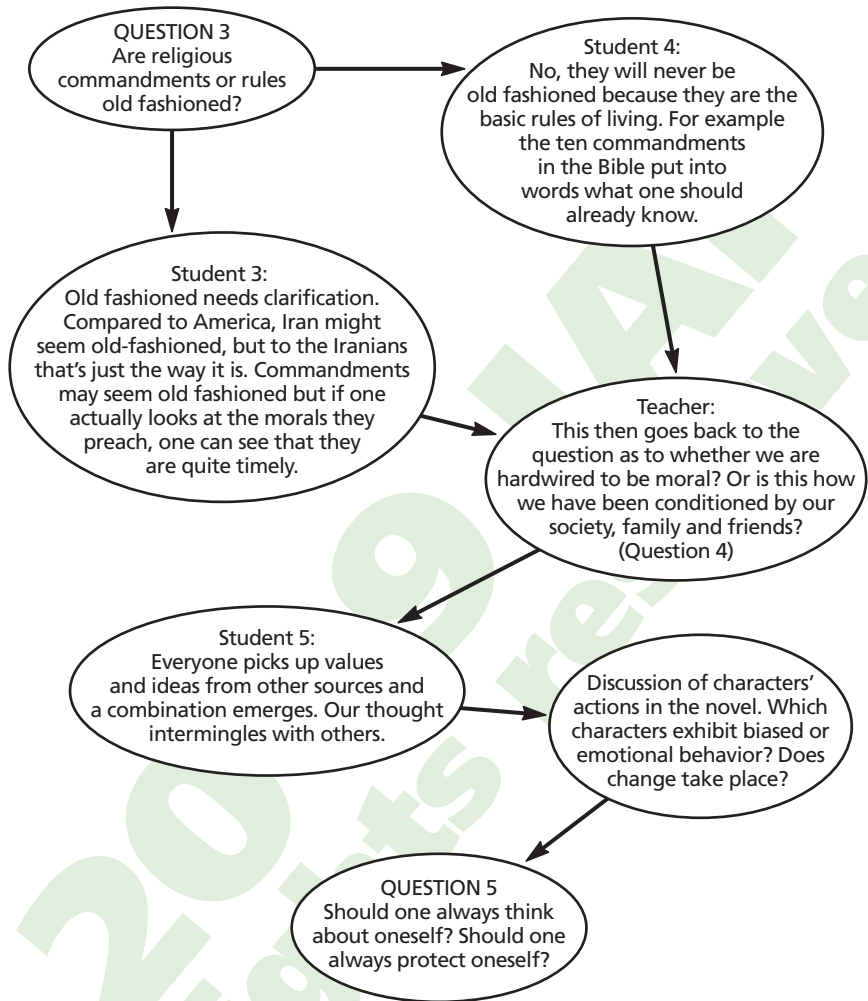 QUESTION 3
Are religious
commandments or rules
old fashioned?
Student 4:
No, they will never be
old fashioned because they are the
basic rules of living. For example
the ten commandments
in the Bible put into
words what one should
already know.
Student 3:
Old fashioned needs clarification.
Compared to America, Iran might
seem old-fashioned, but to the Iranians
that's just the way it is. Commandments
may seem old fashioned but if one
actually looks at the morals they
preach, one can see that they
are quite timely.
Teacher:
This then goes back to the
question as to whether we are
hardwired to be moral? Or is this how
we have been conditioned by our
society, family and friends?
(Question 4)
Student 5:
Everyone picks up values
and ideas from other sources and
a combination emerges. Our thought
intermingles with others.
Discussion of characters'
actions in the novel. Which
characters exhibit biased or
emotional behavior? Does
change take place?
QUESTION 5
Should one always think
about oneself? Should one
always protect oneself?